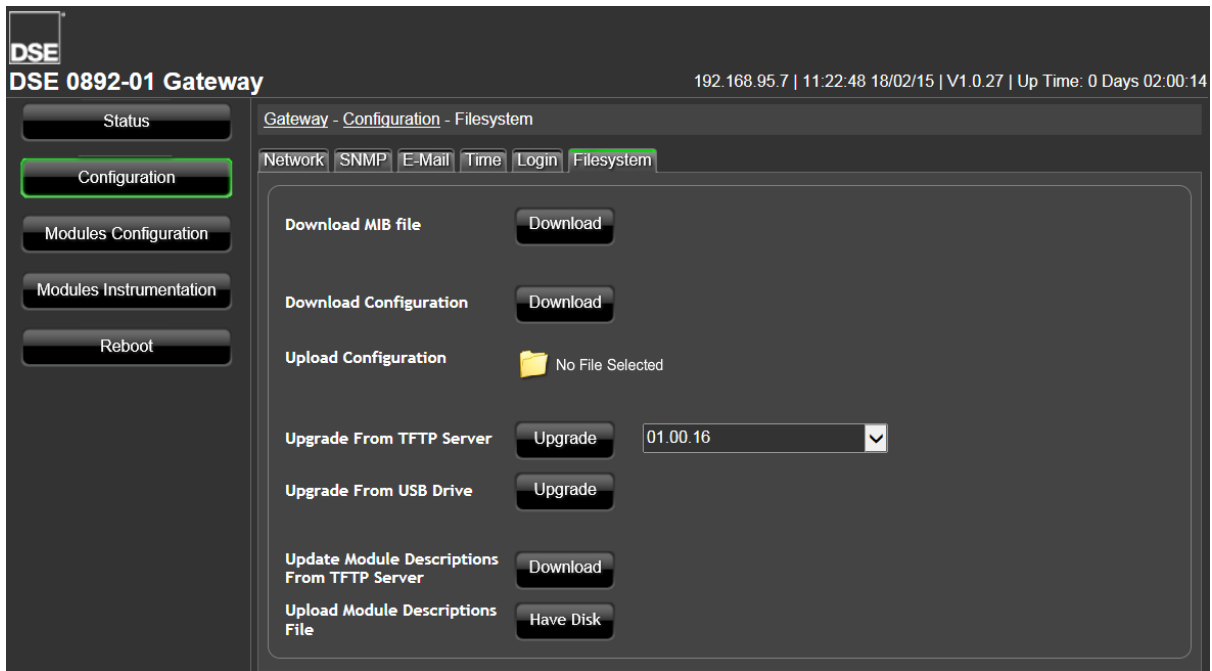 DSE
DSE 0892-01 Gateway
192.168.95.7 | 11:22:48 18/02/15 | V1.0.27 | Up Time: 0 Days 02:00:14
Status
Configuration
Modules Configuration
Modules Instrumentation
Reboot
Gateway - Configuration - Filesystem
Network SNMP E-Mail Time Login Filesystem
Download MIB file Download
Download Configuration Download
Upload Configuration No File Selected
Upgrade From TFTP Server Upgrade 01.00.16
Upgrade From USB Drive Upgrade
Update Module Descriptions
From TFTP Server Download
Upload Module Descriptions
File Have Disk